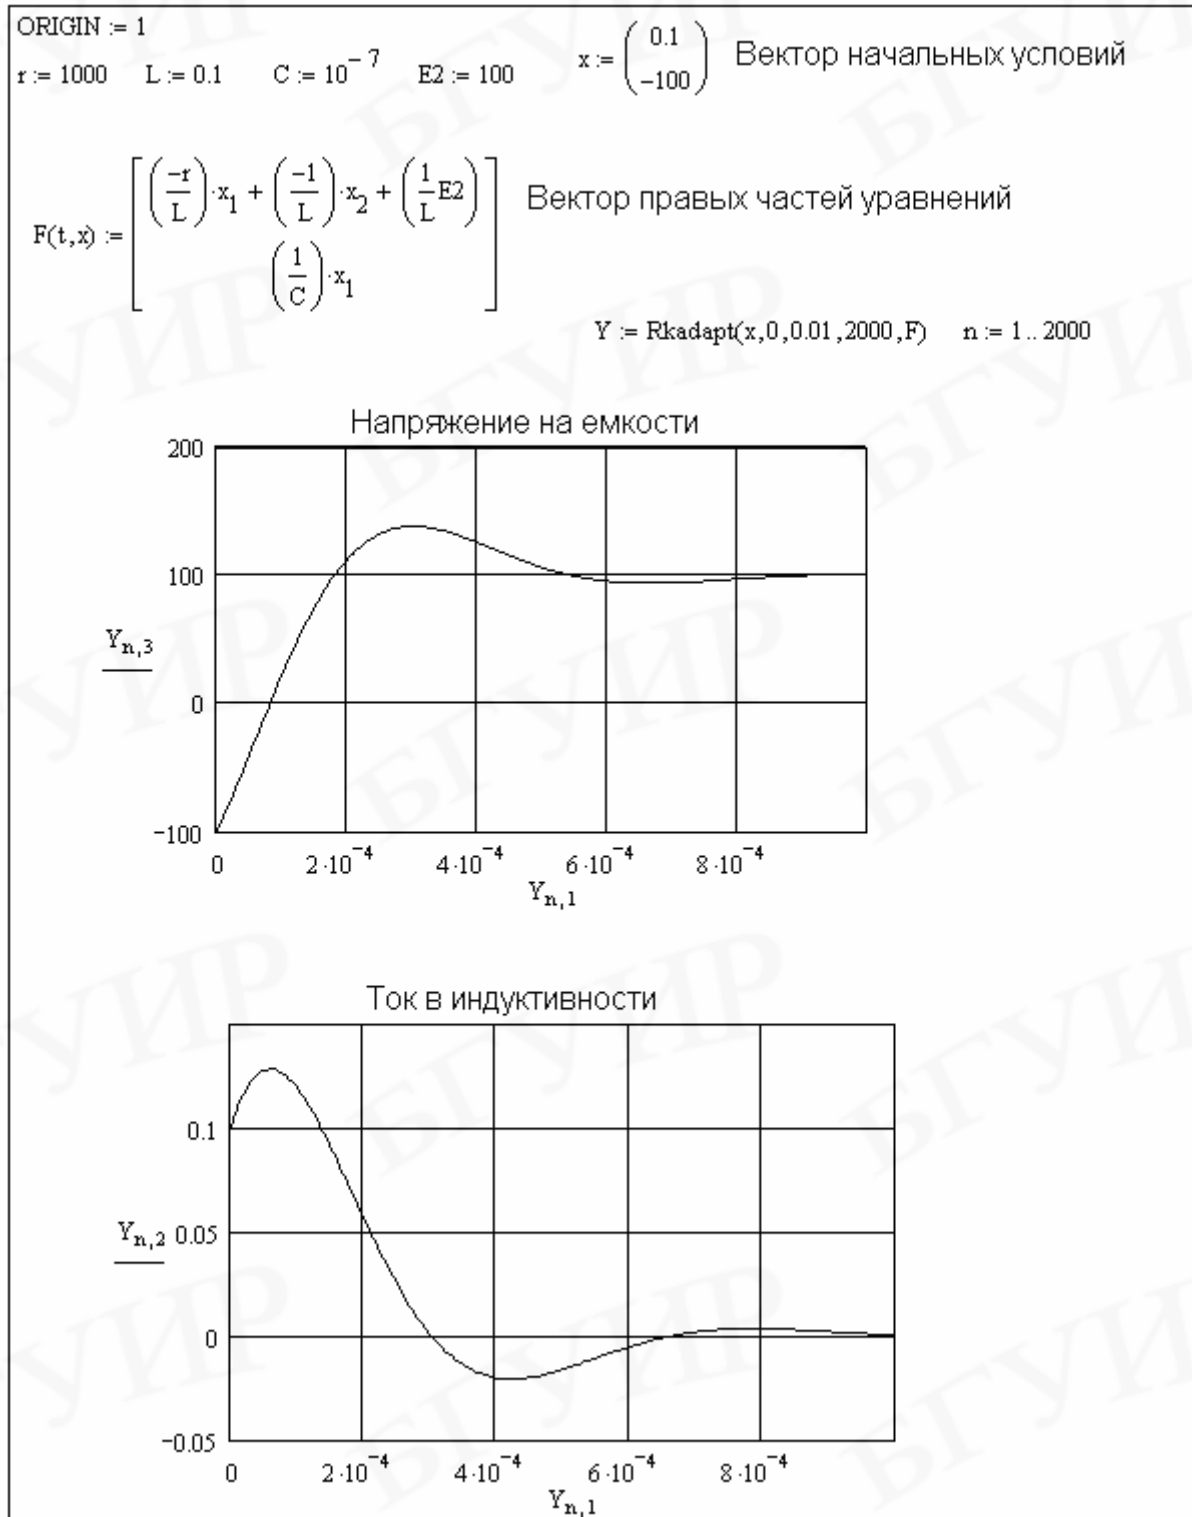 ORIGIN := 1
r := 1000 L := 0.1 C := 10^-7 E2 := 100 x := (0.1 -100) Вектор начальных условий
F(t,x) := [(-r/L)·x1 + (-1/L)·x2 + (1/L E2)
(1/C)·x1] Вектор правых частей уравнений
Y := Rkadapt(x,0,0.01,2000,F) n := 1..2000
Напряжение на емкости
200
100
Yn,3
0
-100
0 2·10^-4 4·10^-4 6·10^-4 8·10^-4
Yn,1
Ток в индуктивности
0.1
Yn,2 0.05
0
-0.05
0 2·10^-4 4·10^-4 6·10^-4 8·10^-4
Yn,1
БГУИР